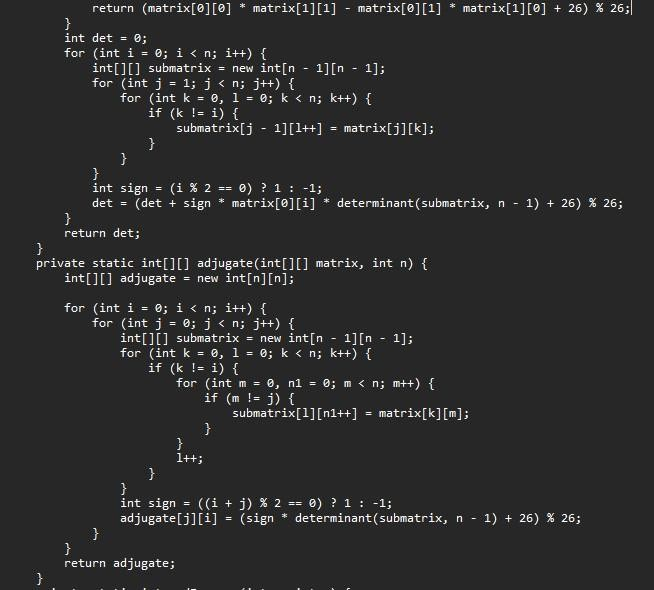 return (matrix[0][0] * matrix[1][1] - matrix[0][1] * matrix[1][0] + 26) % 26;
}
int det = 0;
for (int i = 0; i < n; i++) {
int[][] submatrix = new int[n - 1][n - 1];
for (int j = 1; j < n; j++) {
for (int k = 0, l = 0; k < n; k++) {
if (k != i) {
submatrix[j - 1][l++] = matrix[j][k];
}
}
}
int sign = (i % 2 == 0) ? 1 : -1;
det = (det + sign * matrix[0][i] * determinant(submatrix, n - 1) + 26) % 26;
}
return det;
}
private static int[][] adjugate(int[][] matrix, int n) {
int[][] adjugate = new int[n][n];
for (int i = 0; i < n; i++) {
for (int j = 0; j < n; j++) {
int[][] submatrix = new int[n - 1][n - 1];
for (int k = 0, l = 0; k < n; k++) {
if (k != i) {
for (int m = 0, n1 = 0; m < n; m++) {
if (m != j) {
submatrix[l][n1++] = matrix[k][m];
}
}
l++;
}
}
int sign = ((i + j) % 2 == 0) ? 1 : -1;
adjugate[j][i] = (sign * determinant(submatrix, n - 1) + 26) % 26;
}
}
return adjugate;
}